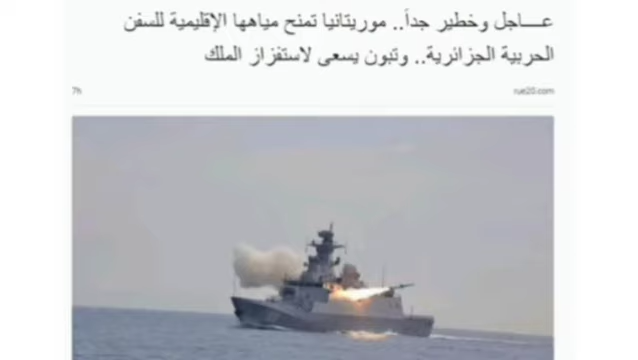 عـــاجل وخطير جداً.. موريتانيا تمنح مياهها الإقليمية للسفن
الحربية الجزائرية.. وتبون يسعى لاستفزاز الملك
rue20.com
7h